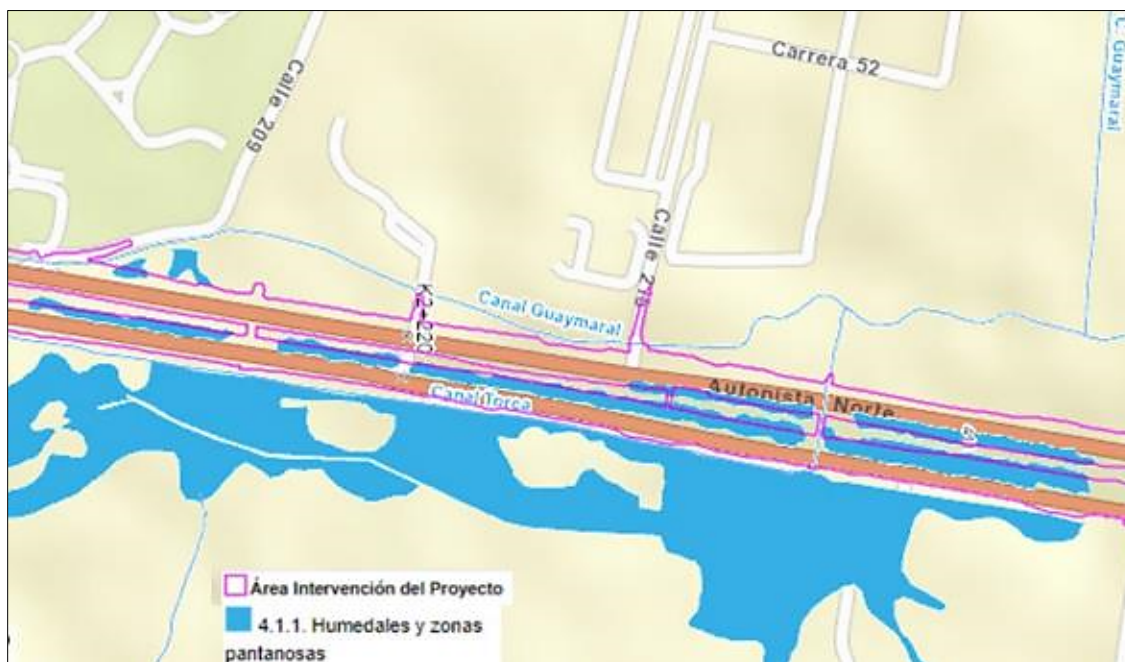 Carrera 52
C. Guaymaral
Calle 209
Calle 216
K2+220
Canal Guaymaral
Autopista Norte
Canal Torca
Área Intervención del Proyecto
4.1.1. Humedales y zonas
pantanosas